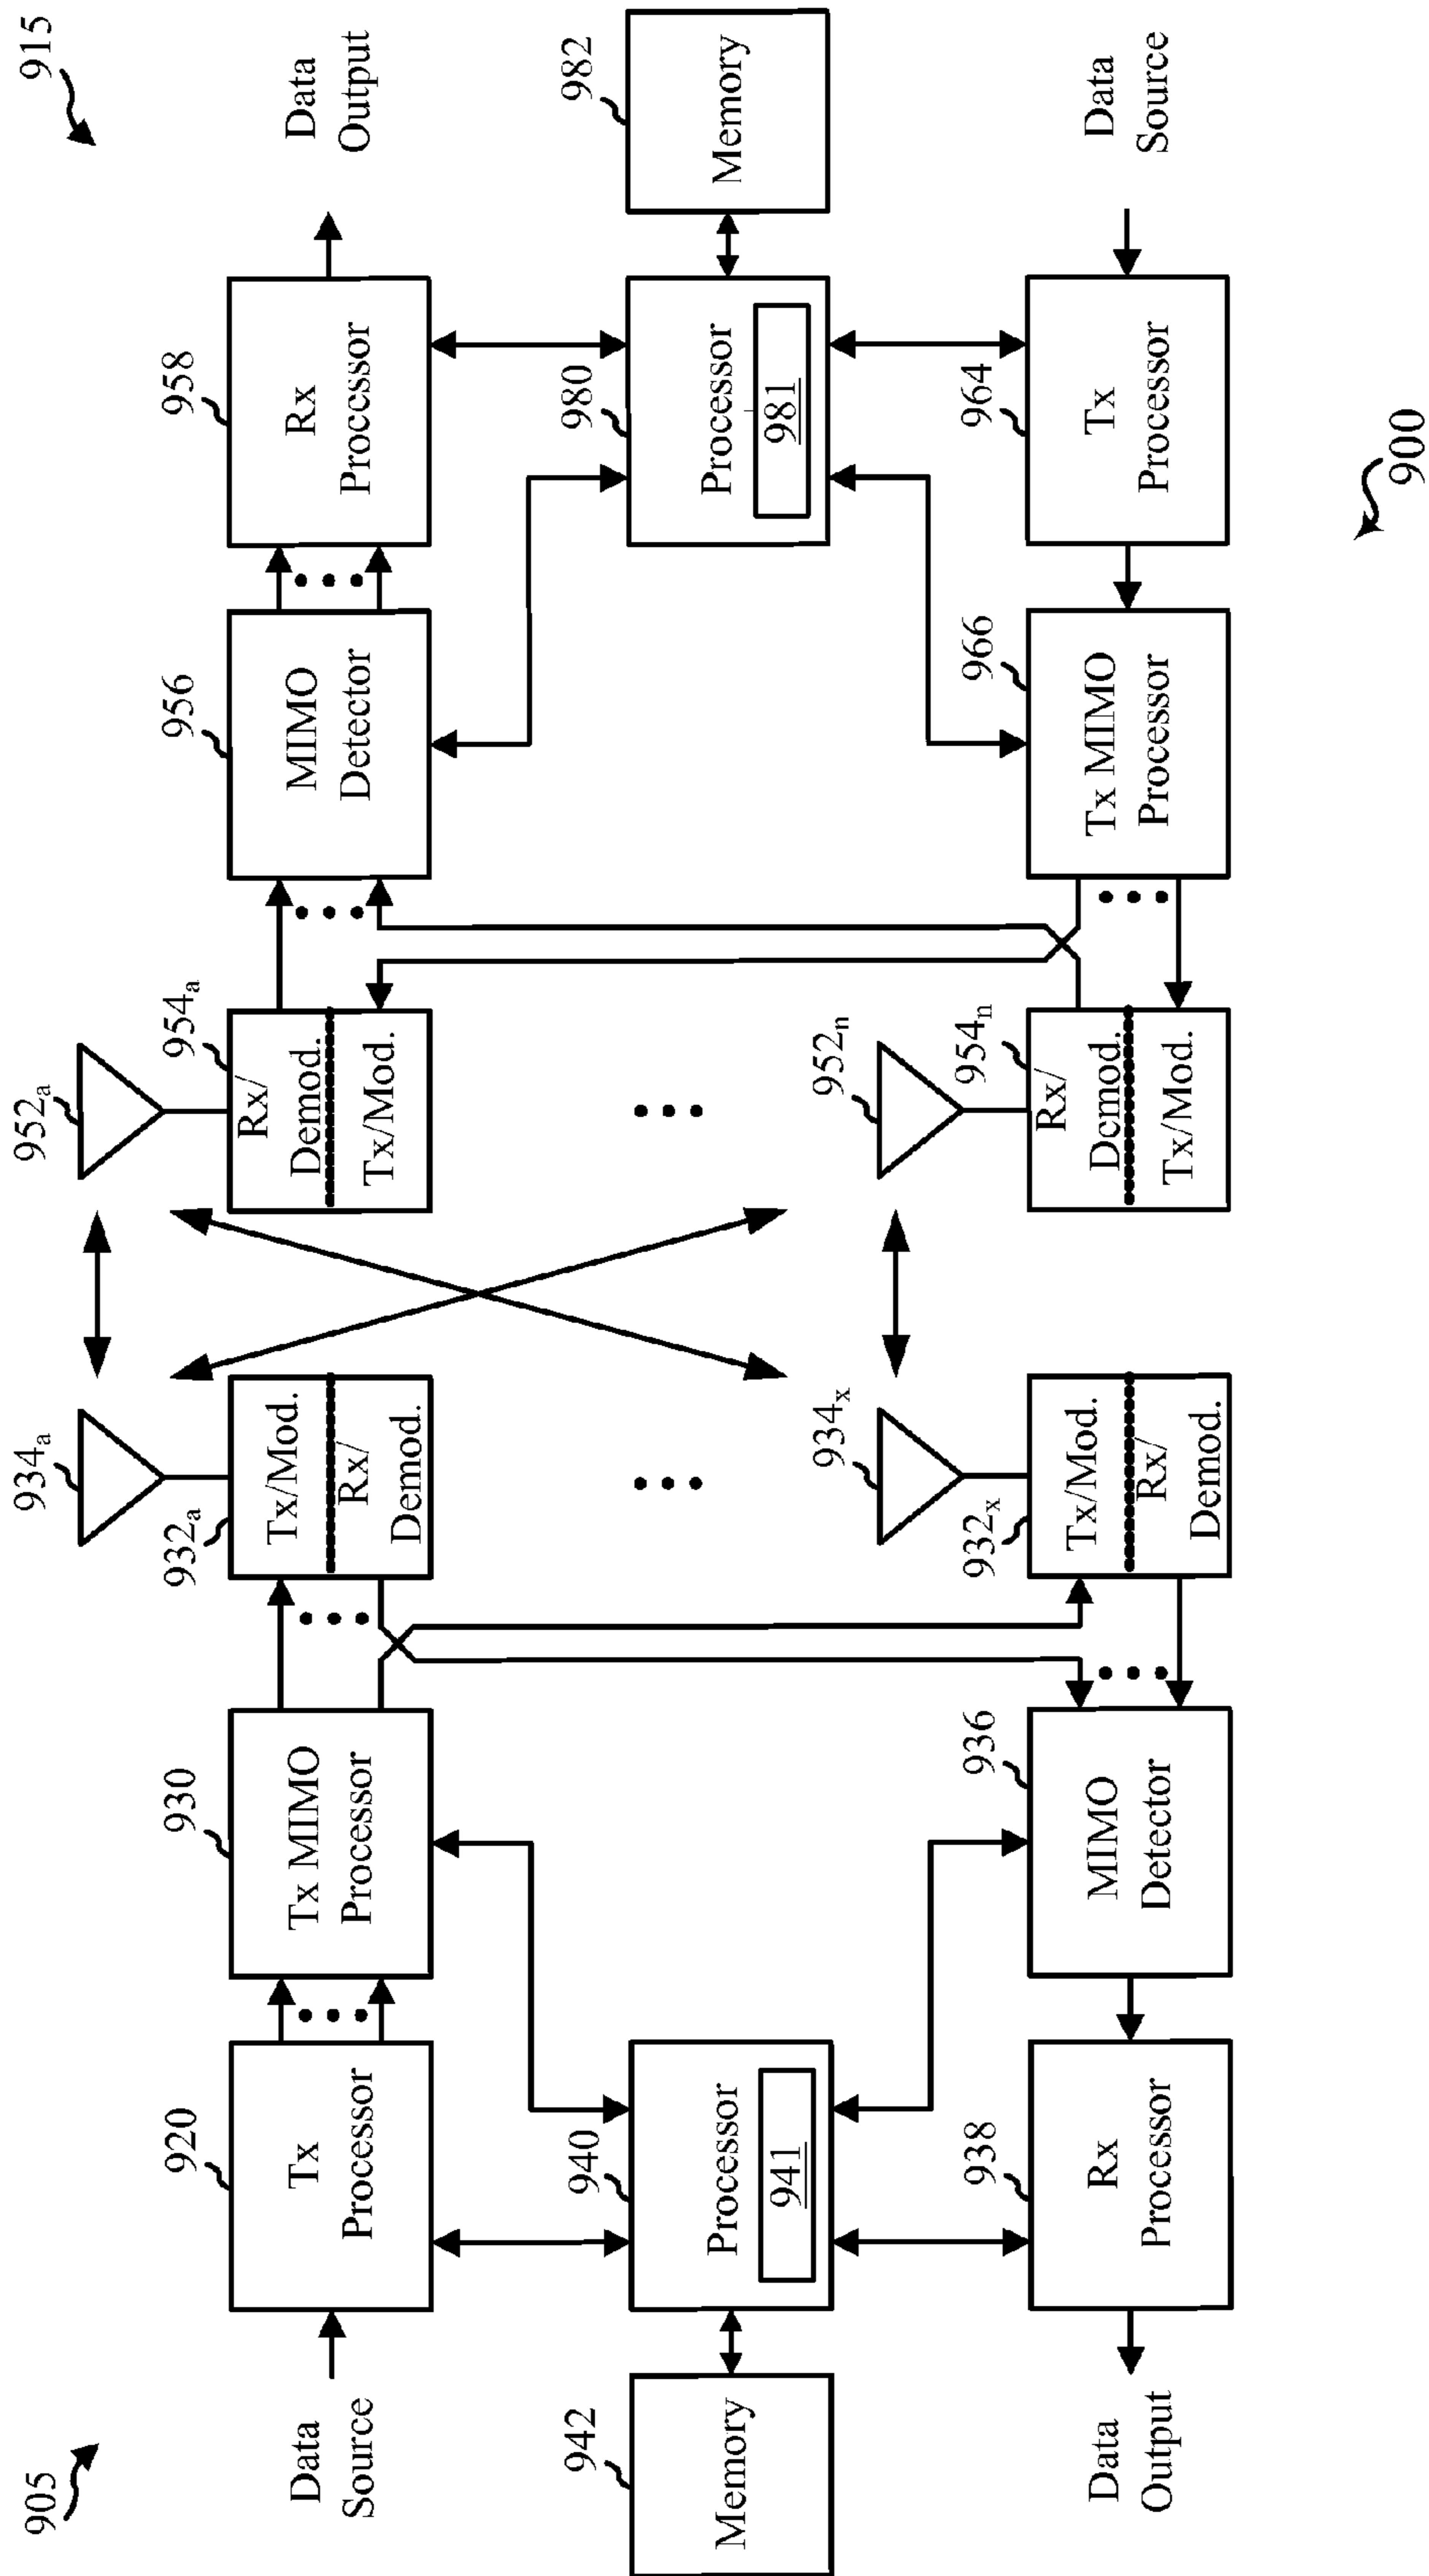 905
915
934a
952a
920
930
932a
954a
956
958
Data
Source
Tx
Processor
Tx MIMO
Processor
Tx/Mod.
Rx/
Demod.
Rx/
Demod.
Tx/Mod.
MIMO
Detector
Rx
Processor
Data
Output
942
940
980
982
Memory
Processor
941
Processor
981
Memory
934x
952n
938
936
932x
954n
966
964
Data
Output
Rx
Processor
MIMO
Detector
Tx/Mod.
Rx/
Demod.
Rx/
Demod.
Tx/Mod.
Tx MIMO
Processor
Tx
Processor
Data
Source
900